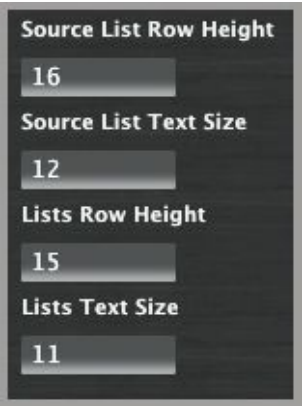 Source List Row Height
16
Source List Text Size
12
Lists Row Height
15
Lists Text Size
11